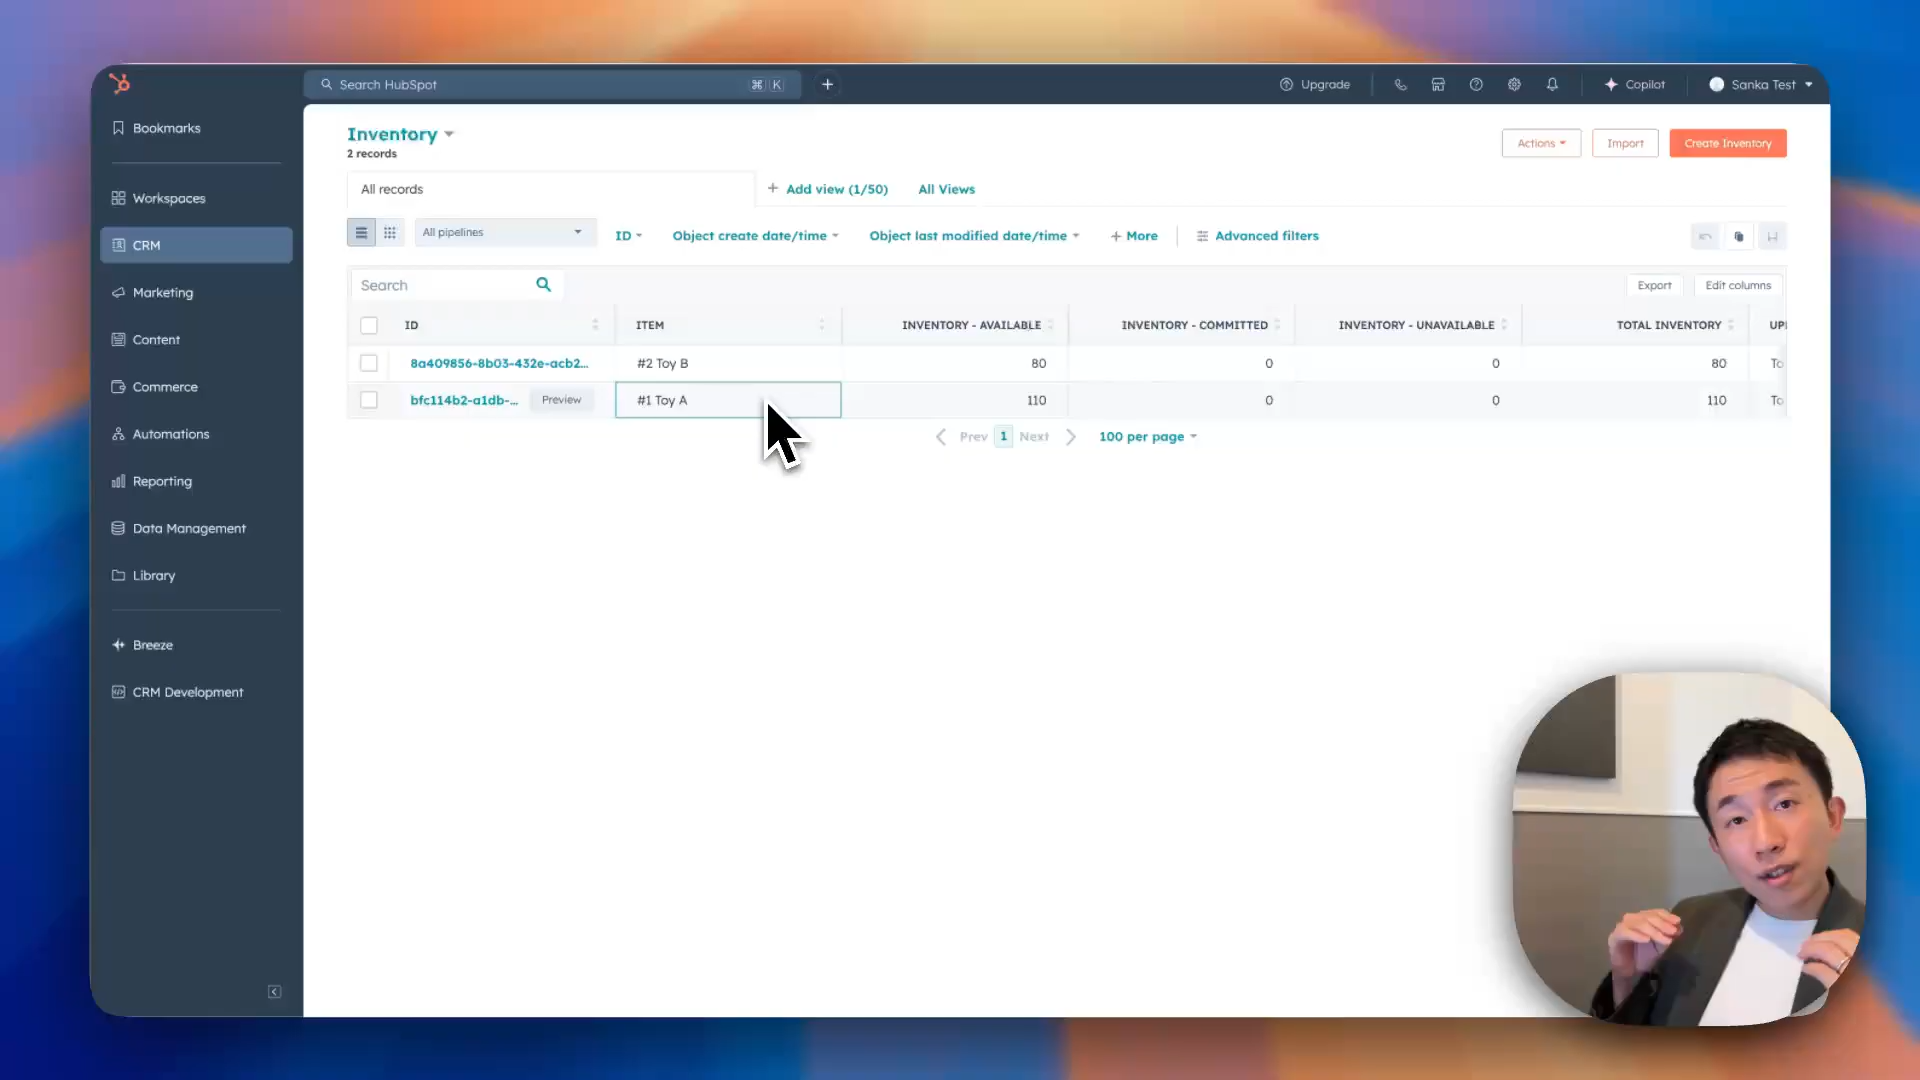 Search HubSpot
⌘ K
Upgrade
Copilot
Sanka Test
Bookmarks
Workspaces
CRM
Marketing
Content
Commerce
Automations
Reporting
Data Management
Library
Breeze
CRM Development
Inventory
2 records
Actions
Import
Create Inventory
All records
+ Add view (1/50)
All Views
All pipelines
ID
Object create date/time
Object last modified date/time
+ More
Advanced filters
Search
Export
Edit columns
ID ITEM INVENTORY - AVAILABLE INVENTORY - COMMITTED INVENTORY - UNAVAILABLE TOTAL INVENTORY UP
8a409856-8b03-432e-acb2... #2 Toy B 80 0 0 80 To
bfc114b2-a1db-... Preview #1 Toy A 110 0 0 110 To
Prev 1 Next 100 per page